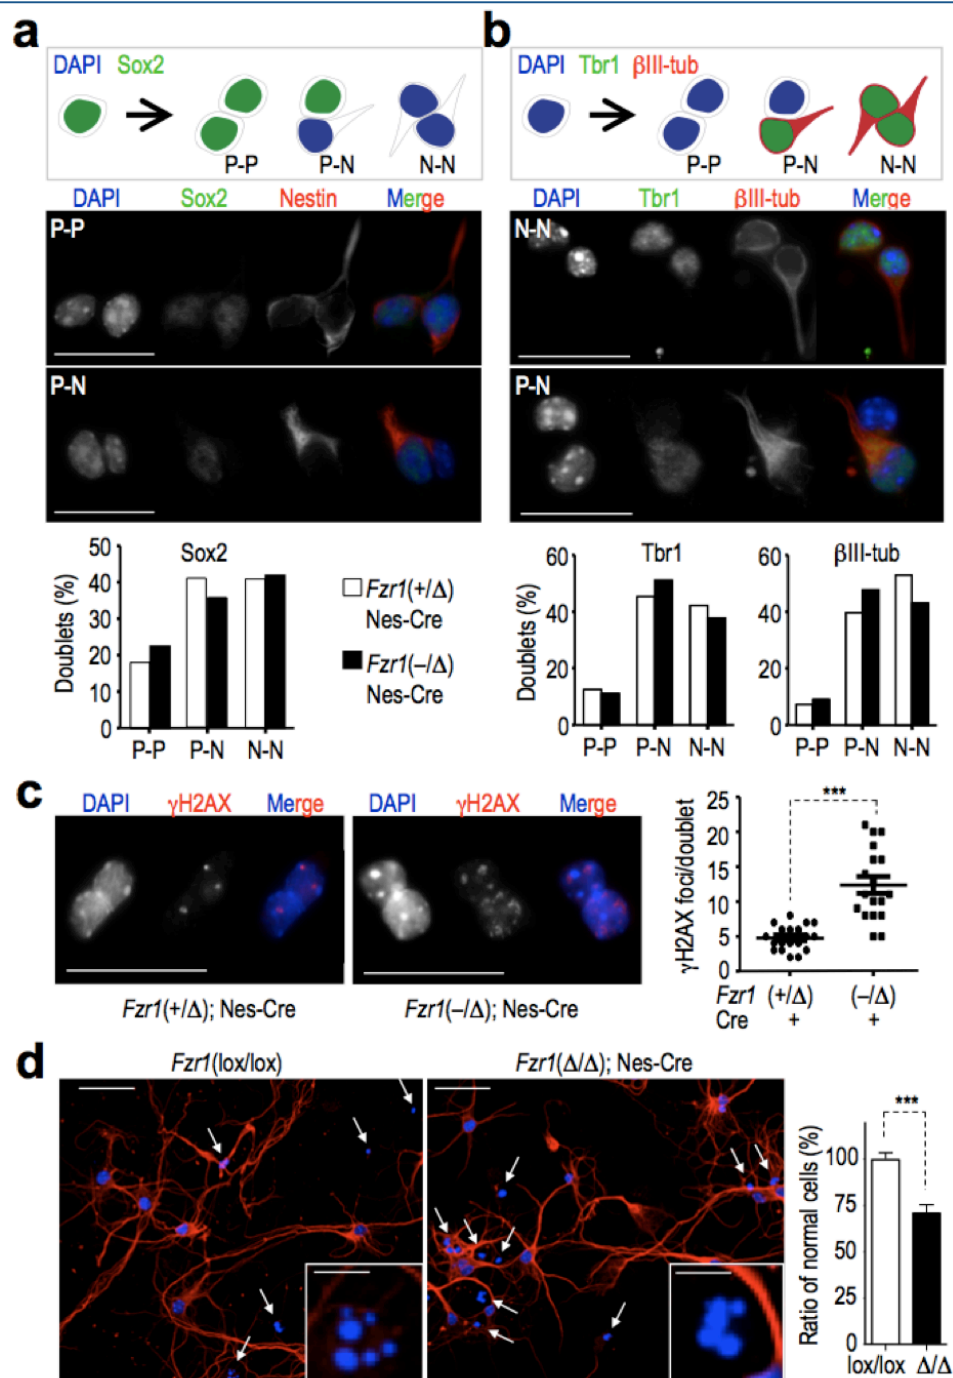 a
DAPI Sox2
P-P P-N N-N
DAPI Sox2 Nestin Merge
P-P
P-N
Sox2
Doublets (%)
50
40
30
20
10
0
P-P P-N N-N
Fzr1(+/Δ)
Nes-Cre
Fzr1(–/Δ)
Nes-Cre
b
DAPI Tbr1 βIII-tub
P-P P-N N-N
DAPI Tbr1 βIII-tub Merge
N-N
P-N
Tbr1
Doublets (%)
60
40
20
0
P-P P-N N-N
βIII-tub
60
40
20
0
P-P P-N N-N
c
DAPI γH2AX Merge
DAPI γH2AX Merge
Fzr1(+/Δ); Nes-Cre
Fzr1(–/Δ); Nes-Cre
γH2AX foci/doublet
25
20
15
10
5
0
***
Fzr1 (+/Δ) (–/Δ)
Cre + +
d
Fzr1(lox/lox)
Fzr1(Δ/Δ); Nes-Cre
Ratio of normal cells (%)
***
100
75
50
25
0
lox/lox Δ/Δ